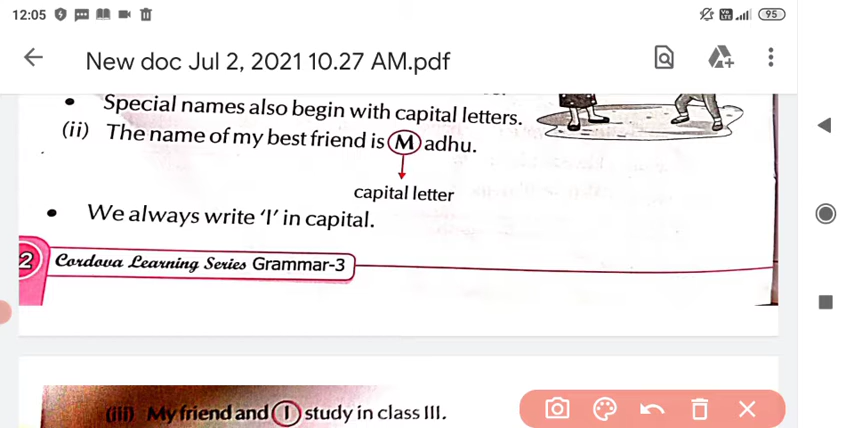 12:05
95
New doc Jul 2, 2021 10.27 AM.pdf
• Special names also begin with capital letters.
(ii) The name of my best friend is Madhu.
capital letter
• We always write ‘I’ in capital.
2 Cordova Learning Series Grammar-3
(iii) My friend and I study in class III.